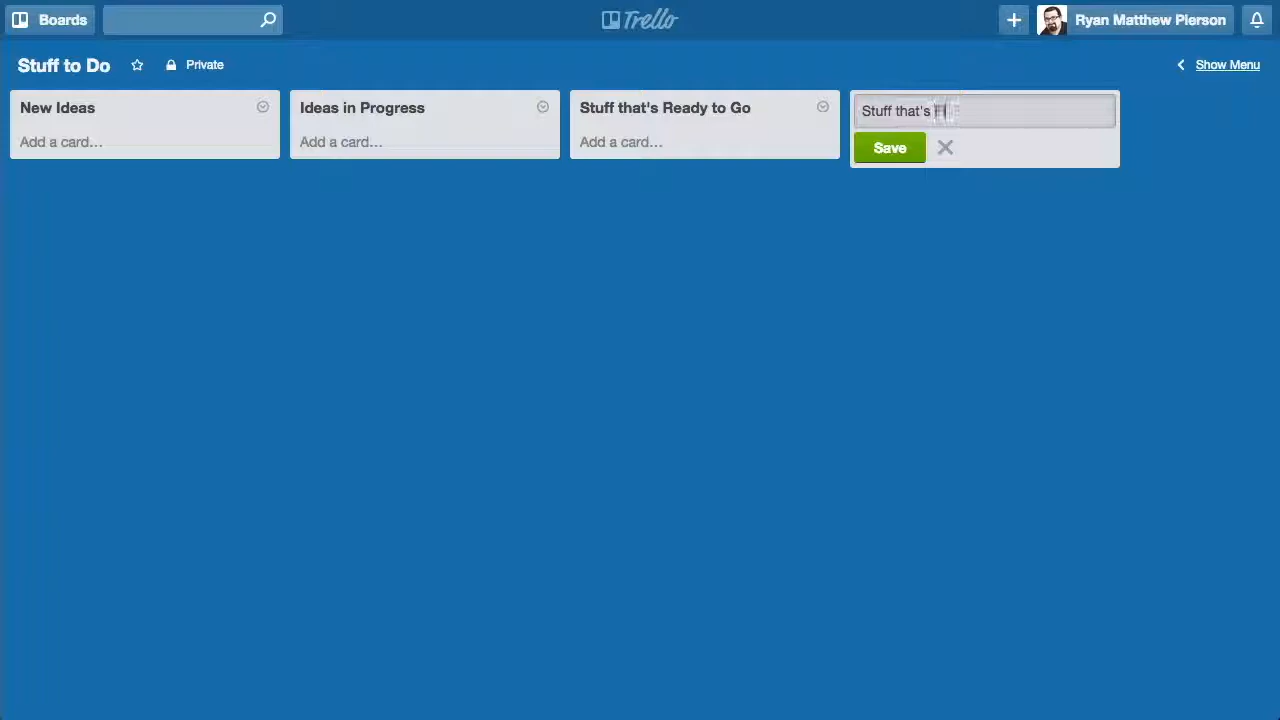 Boards
Trello
Ryan Matthew Pierson
Stuff to Do
Private
Show Menu
New Ideas
Ideas in Progress
Stuff that's Ready to Go
Stuff that's
Add a card...
Add a card...
Add a card...
Save